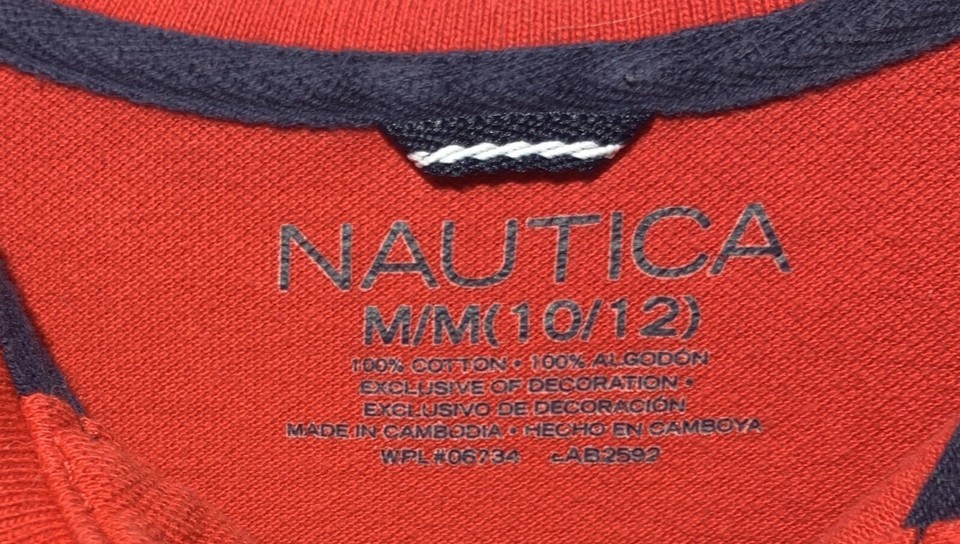 NAUTICA
M/M(10/12)
100% COTTON • 100% ALGODÓN
EXCLUSIVE OF DECORATION •
EXCLUSIVO DE DECORACIÓN
MADE IN CAMBODIA • HECHO EN CAMBOYA
WPL#06734 cAB2592